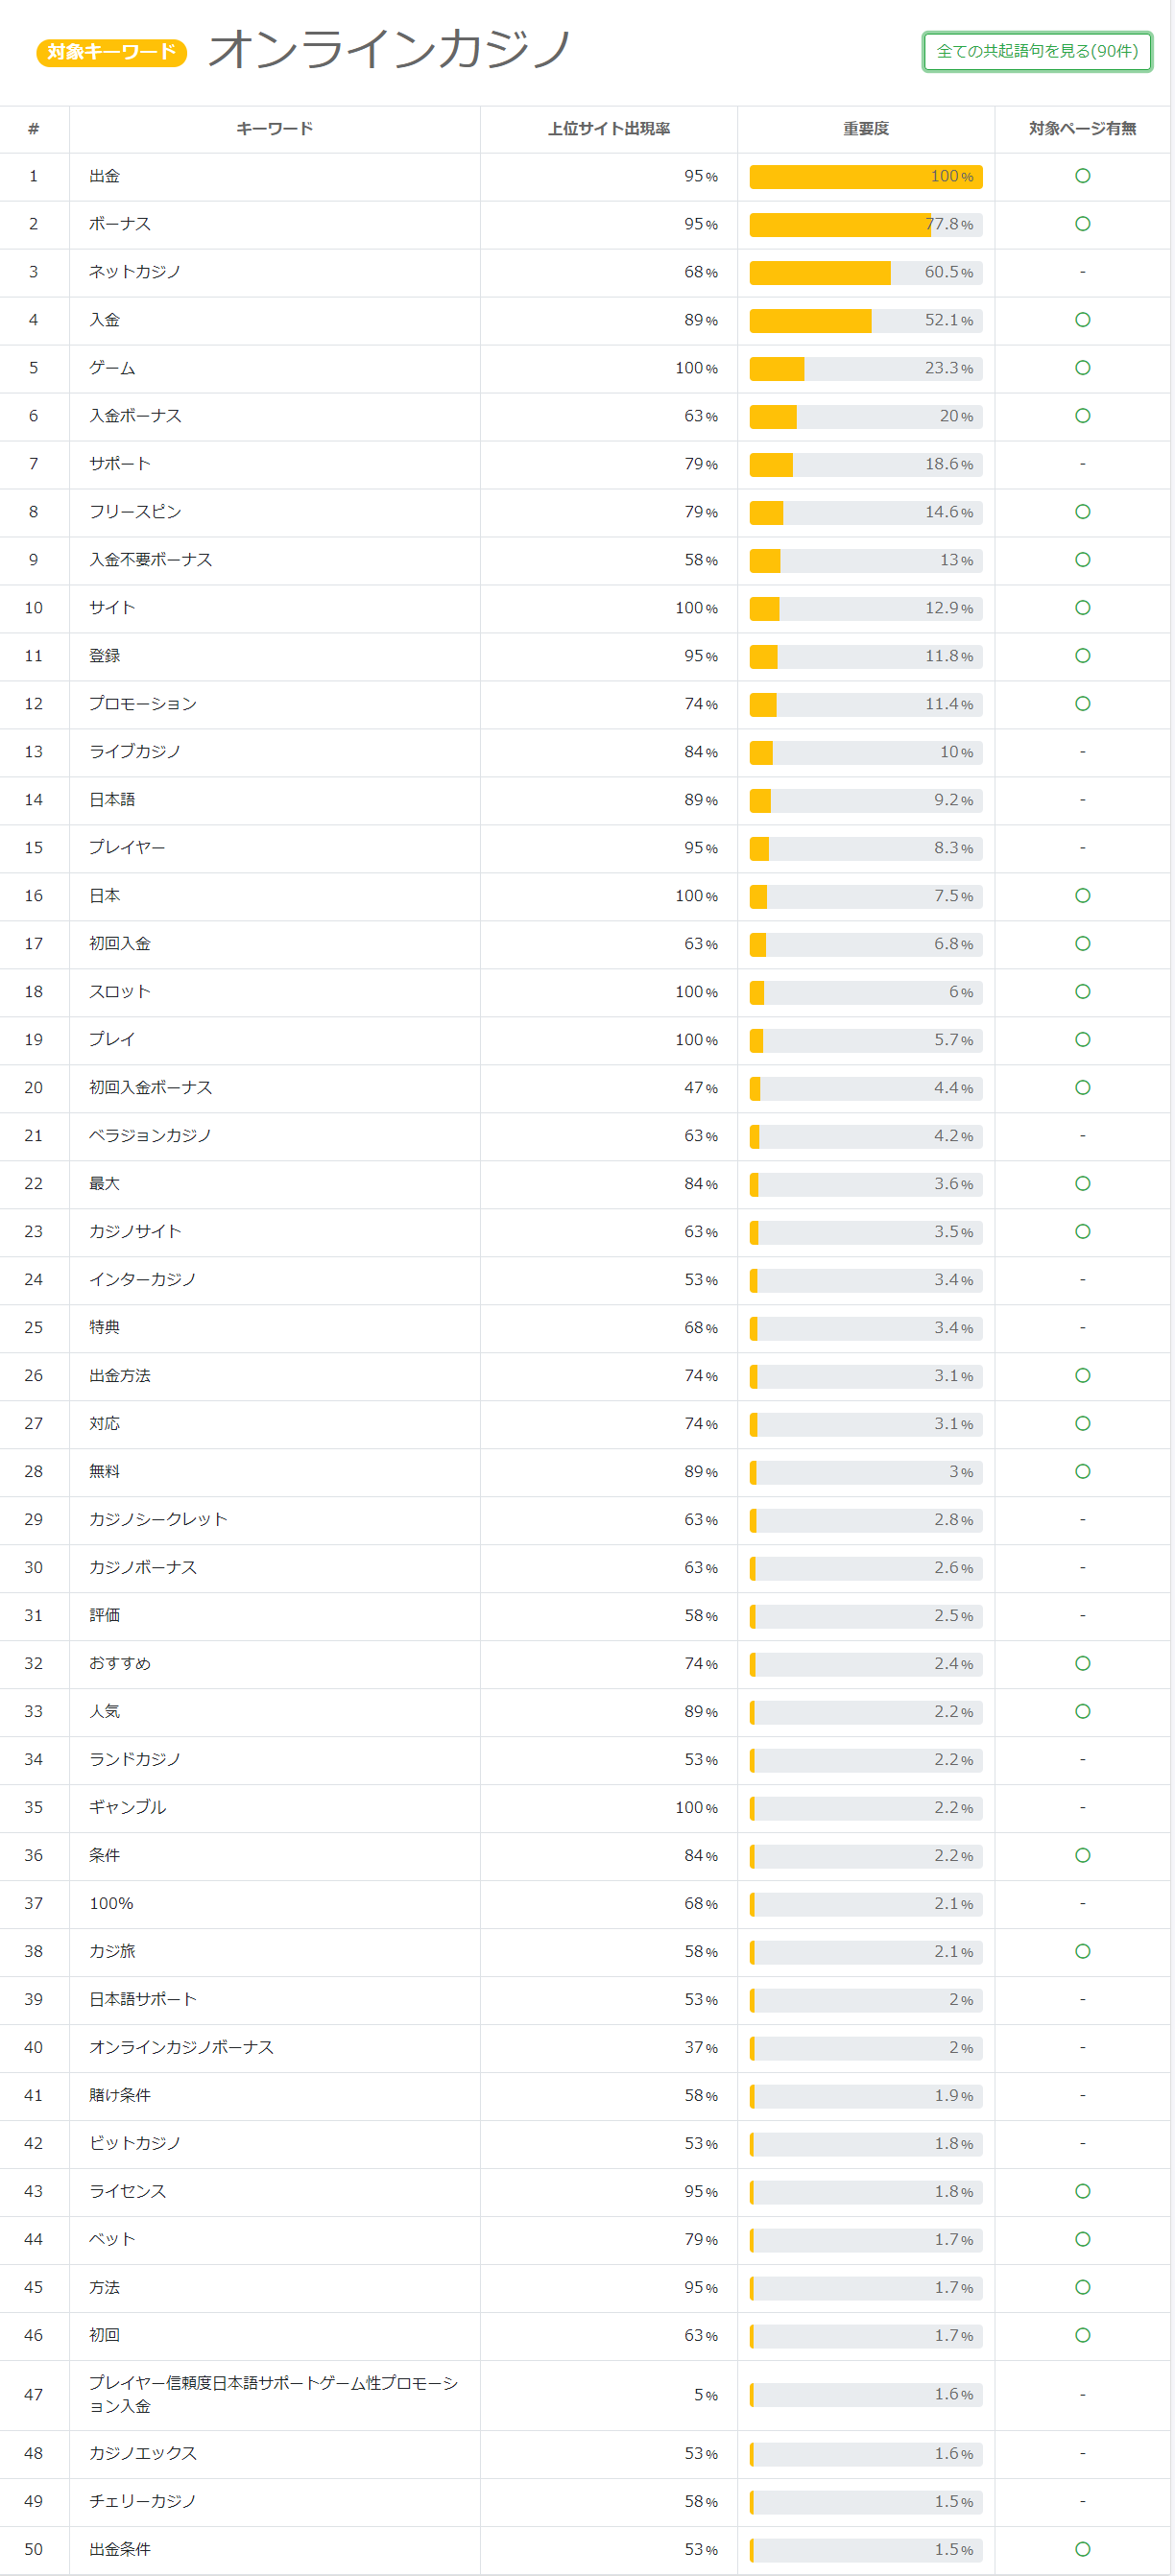 対象キーワード オンラインカジノ 全ての共起語句を見る(90件)
# キーワード 上位サイト出現率 重要度 対象ページ有無
1 出金 95% 100% ○
2 ボーナス 95% 77.8% ○
3 ネットカジノ 68% 60.5% -
4 入金 89% 52.1% ○
5 ゲーム 100% 23.3% ○
6 入金ボーナス 63% 20% ○
7 サポート 79% 18.6% -
8 フリースピン 79% 14.6% ○
9 入金不要ボーナス 58% 13% ○
10 サイト 100% 12.9% ○
11 登録 95% 11.8% ○
12 プロモーション 74% 11.4% ○
13 ライブカジノ 84% 10% -
14 日本語 89% 9.2% -
15 プレイヤー 95% 8.3% -
16 日本 100% 7.5% ○
17 初回入金 63% 6.8% ○
18 スロット 100% 6% ○
19 プレイ 100% 5.7% ○
20 初回入金ボーナス 47% 4.4% ○
21 ベラジョンカジノ 63% 4.2% -
22 最大 84% 3.6% ○
23 カジノサイト 63% 3.5% ○
24 インターカジノ 53% 3.4% -
25 特典 68% 3.4% -
26 出金方法 74% 3.1% ○
27 対応 74% 3.1% ○
28 無料 89% 3% ○
29 カジノシークレット 63% 2.8% -
30 カジノボーナス 63% 2.6% -
31 評価 58% 2.5% -
32 おすすめ 74% 2.4% ○
33 人気 89% 2.2% ○
34 ランドカジノ 53% 2.2% -
35 ギャンブル 100% 2.2% -
36 条件 84% 2.2% ○
37 100% 68% 2.1% -
38 カジ旅 58% 2.1% ○
39 日本語サポート 53% 2% -
40 オンラインカジノボーナス 37% 2% -
41 賭け条件 58% 1.9% -
42 ビットカジノ 53% 1.8% -
43 ライセンス 95% 1.8% ○
44 ベット 79% 1.7% ○
45 方法 95% 1.7% ○
46 初回 63% 1.7% ○
47 プレイヤー信頼度日本語サポートゲーム性プロモーシ
ョン入金 5% 1.6% -
48 カジノエックス 53% 1.6% -
49 チェリーカジノ 58% 1.5% -
50 出金条件 53% 1.5% ○